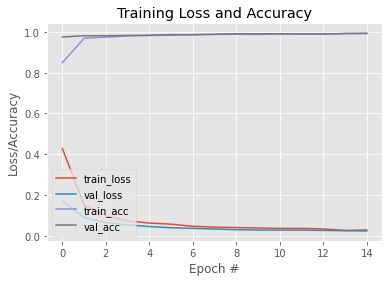 Training Loss and Accuracy
Loss/Accuracy
1.0
0.8
0.6
0.4
0.2
0.0
train_loss
val_loss
train_acc
val_acc
0 2 4 6 8 10 12 14
Epoch #